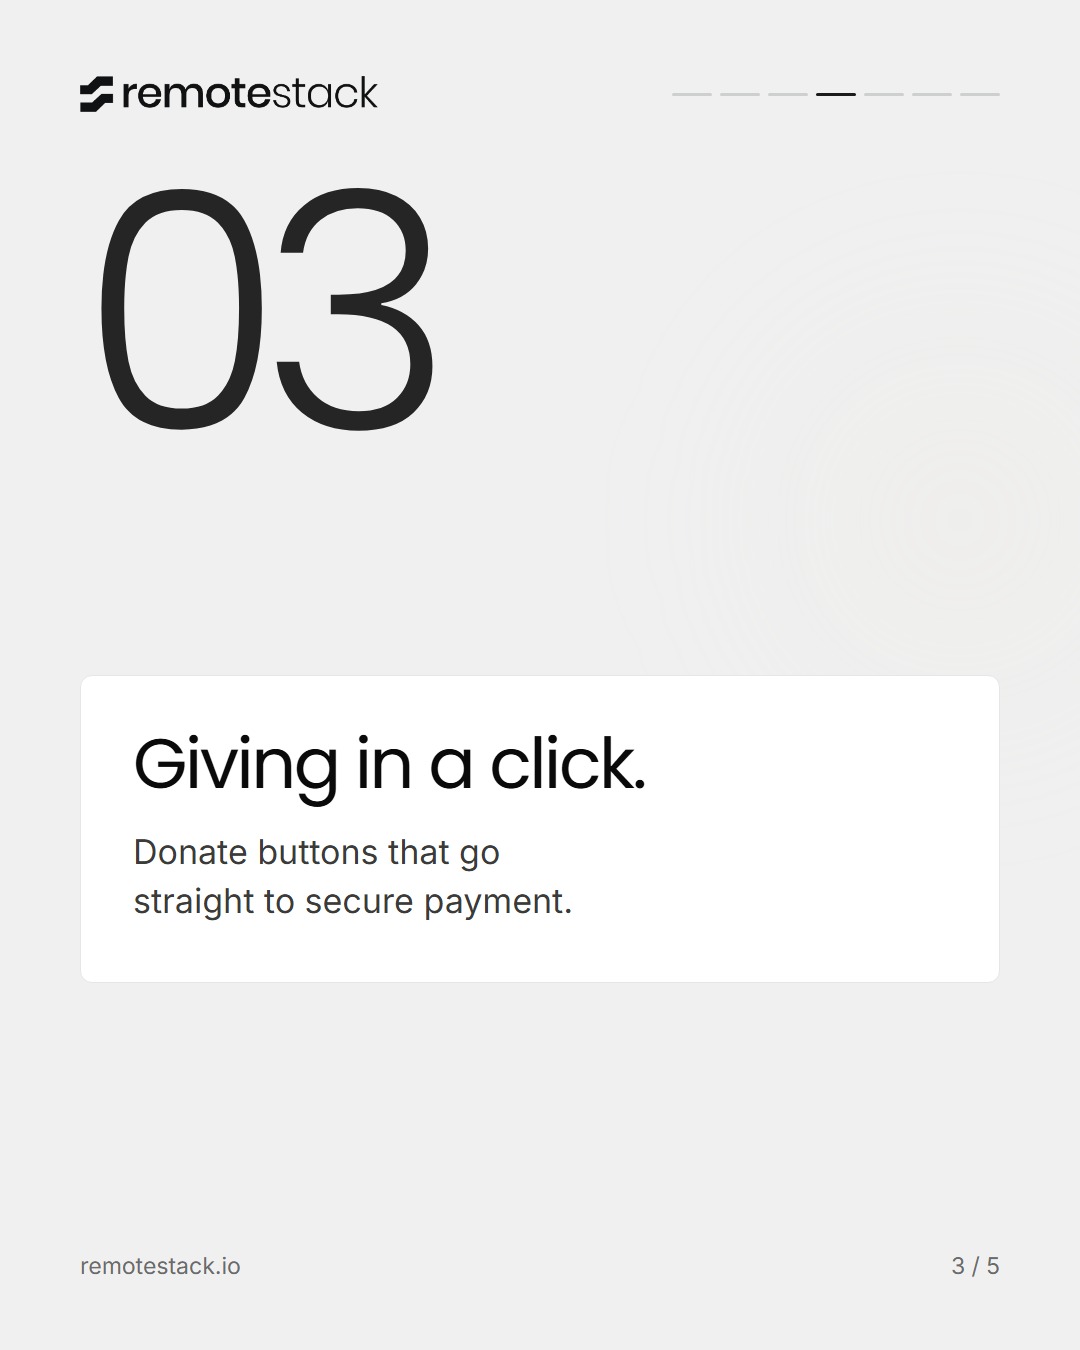 remotestack
03
Giving in a click.
Donate buttons that go
straight to secure payment.
remotestack.io
3 / 5